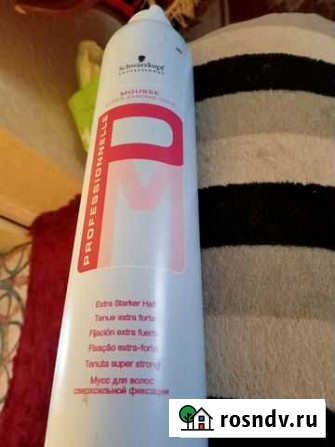 Schwarzkopf
PROFESSIONAL
MOUSSE
PROFESSIONNELLE
PM
Extra Starker Halt
Tenue extra forte
Fijación extra fuerte
Fixação extra-forte
Tenuta super strong
Мусс для волос
сверхсильной фиксации
rosndv.ru